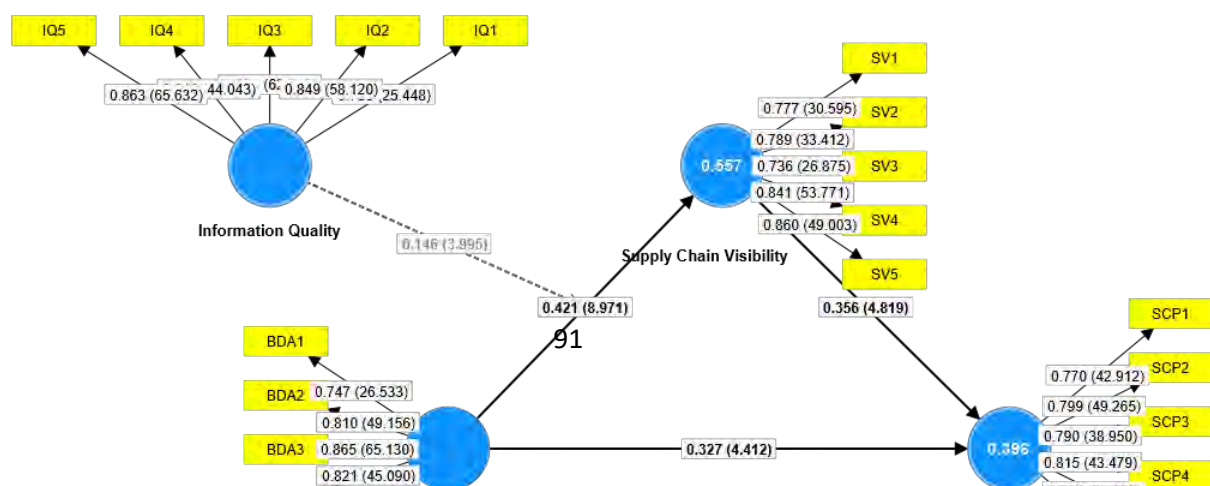 IQ5 IQ4 IQ3 IQ2 IQ1
0.863 (65.632) 44.043) 0.849 (58.120) (25.448)
SV1
0.777 (30.595)
SV2
0.789 (33.412)
0.557
0.736 (26.875)
SV3
0.841 (53.771)
SV4
0.860 (49.003)
Information Quality
0.146 (3.995)
Supply Chain Visibility
SV5
0.421 (8.971)
0.356 (4.819)
91
SCP1
BDA1
SCP2
0.770 (42.912)
0.747 (26.533)
BDA2
0.799 (49.265)
0.810 (49.156)
SCP3
0.790 (38.950)
BDA3
0.865 (65.130)
0.327 (4.412)
0.396
0.815 (43.479)
0.821 (45.090)
SCP4